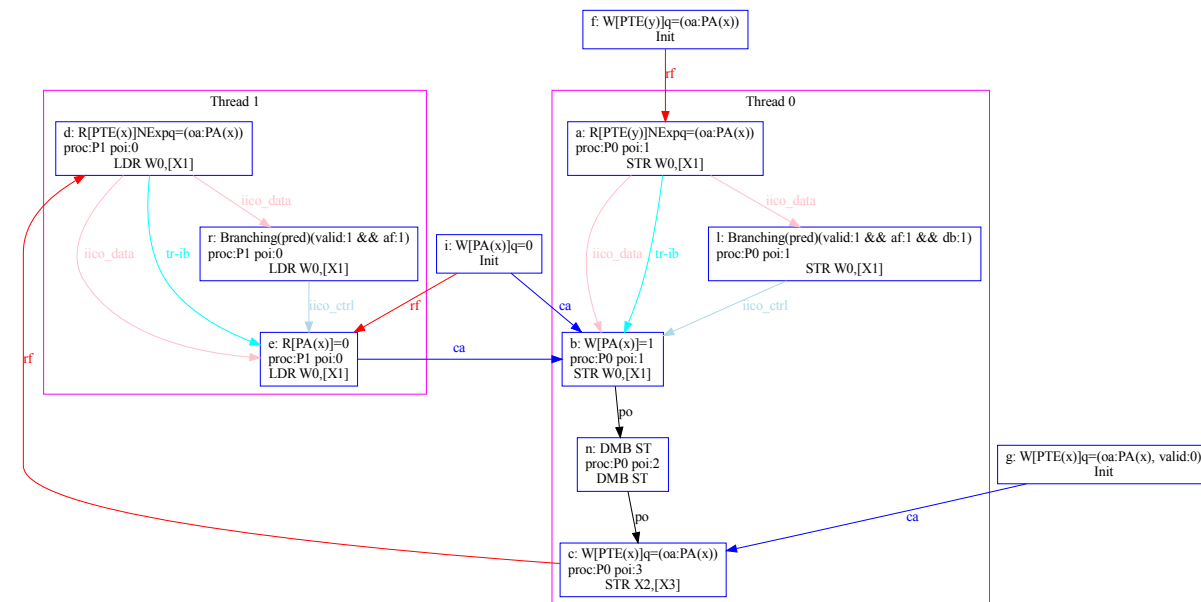 f: W[PTE(y)]q=(oa:PA(x))
Init
rf
Thread 1
Thread 0
d: R[PTE(x)]NExpq=(oa:PA(x))
proc:P1 poi:0
LDR W0,[X1]
a: R[PTE(y)]NExpq=(oa:PA(x))
proc:P0 poi:1
STR W0,[X1]
iico_data
iico_data
iico_data
tr-ib
r: Branching(pred)(valid:1 && af:1)
proc:P1 poi:0
LDR W0,[X1]
i: W[PA(x)]q=0
Init
iico_data
tr-ib
l: Branching(pred)(valid:1 && af:1 && db:1)
proc:P0 poi:1
STR W0,[X1]
iico_ctrl
rf
ca
iico_ctrl
rf
e: R[PA(x)]=0
proc:P1 poi:0
LDR W0,[X1]
ca
b: W[PA(x)]=1
proc:P0 poi:1
STR W0,[X1]
po
n: DMB ST
proc:P0 poi:2
DMB ST
g: W[PTE(x)]q=(oa:PA(x), valid:0)
Init
po
ca
c: W[PTE(x)]q=(oa:PA(x))
proc:P0 poi:3
STR X2,[X3]